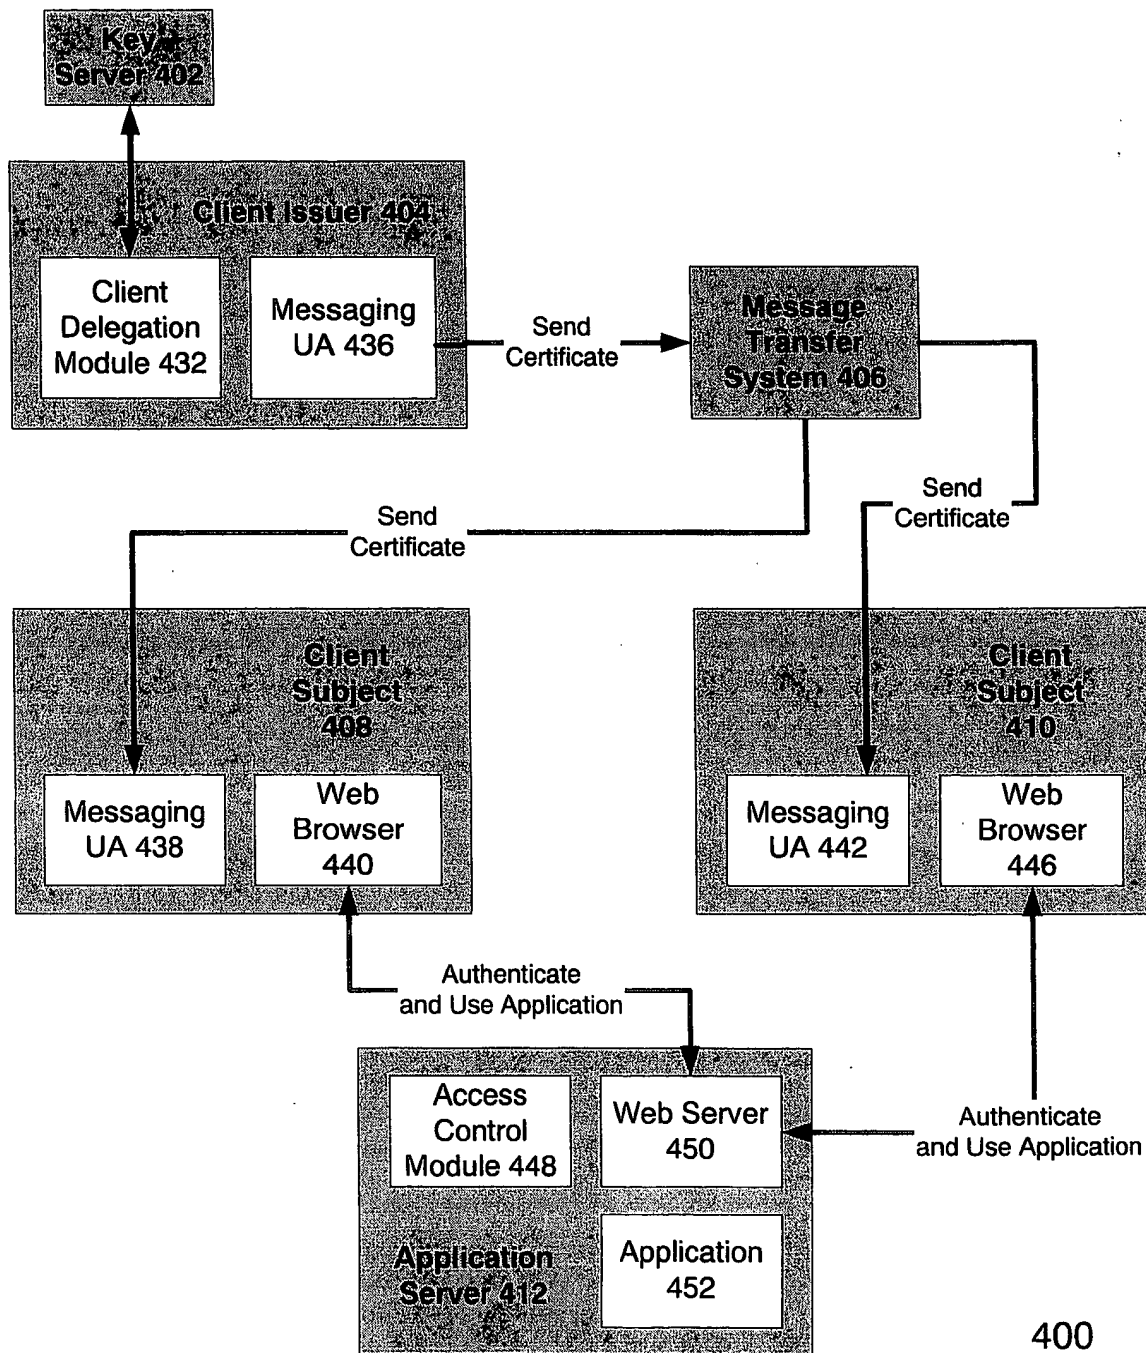 Key
Server 402
Client Issuer 404
Client
Delegation
Module 432
Messaging
UA 436
Send
Certificate
Message
Transfer
System 406
Send
Certificate
Send
Certificate
Client
Subject
408
Messaging
UA 438
Web
Browser
440
Client
Subject
410
Messaging
UA 442
Web
Browser
446
Authenticate
and Use Application
Access
Control
Module 448
Web Server
450
Authenticate
and Use Application
Application
Server 412
Application
452
400